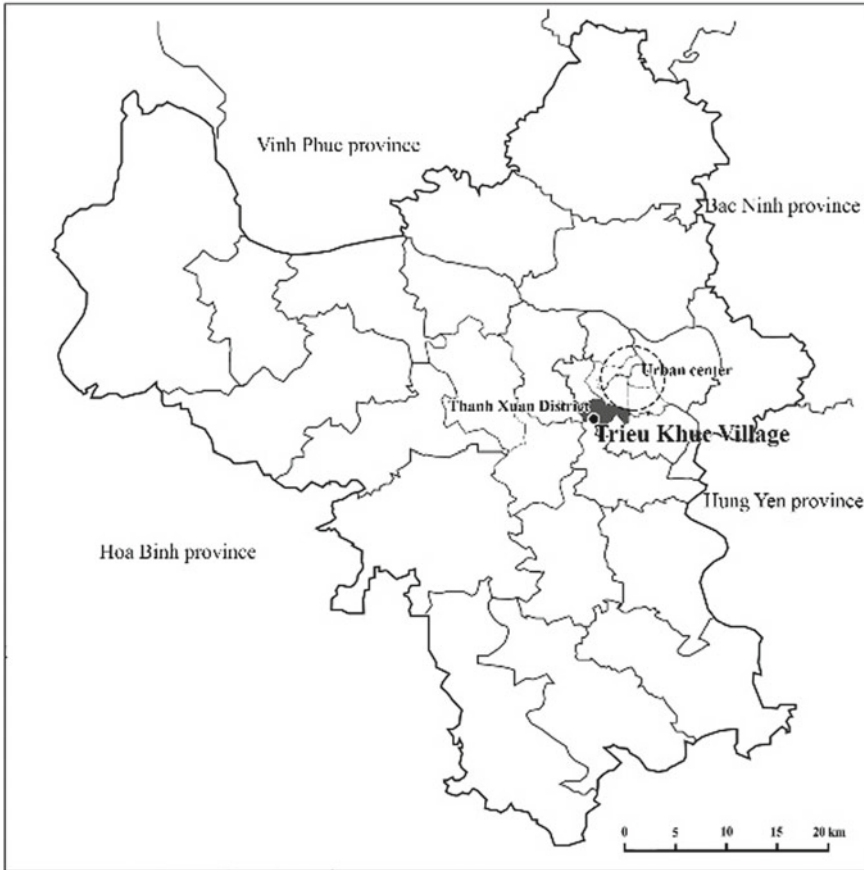 Vinh Phuc province
Bac Ninh province
Urban center
Thanh Xuan District
Trieu Khuc Village
Hung Yen province
Hoa Binh province
0 5 10 15 20 km